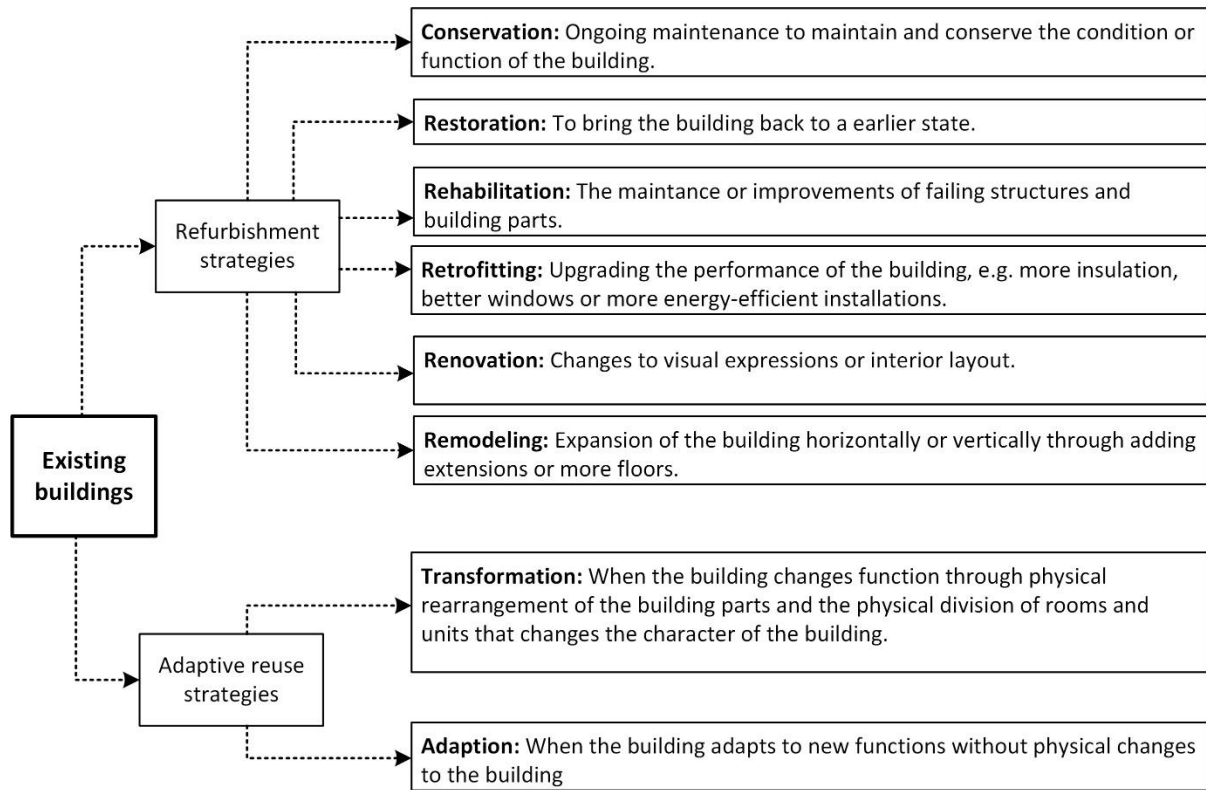 Conservation: Ongoing maintenance to maintain and conserve the condition or
function of the building.
Restoration: To bring the building back to a earlier state.
Rehabilitation: The maintance or improvements of failing structures and
building parts.
Refurbishment
strategies
Retrofitting: Upgrading the performance of the building, e.g. more insulation,
better windows or more energy-efficient installations.
Renovation: Changes to visual expressions or interior layout.
Remodeling: Expansion of the building horizontally or vertically through adding
extensions or more floors.
Existing
buildings
Transformation: When the building changes function through physical
rearrangement of the building parts and the physical division of rooms and
units that changes the character of the building.
Adaptive reuse
strategies
Adaption: When the building adapts to new functions without physical changes
to the building